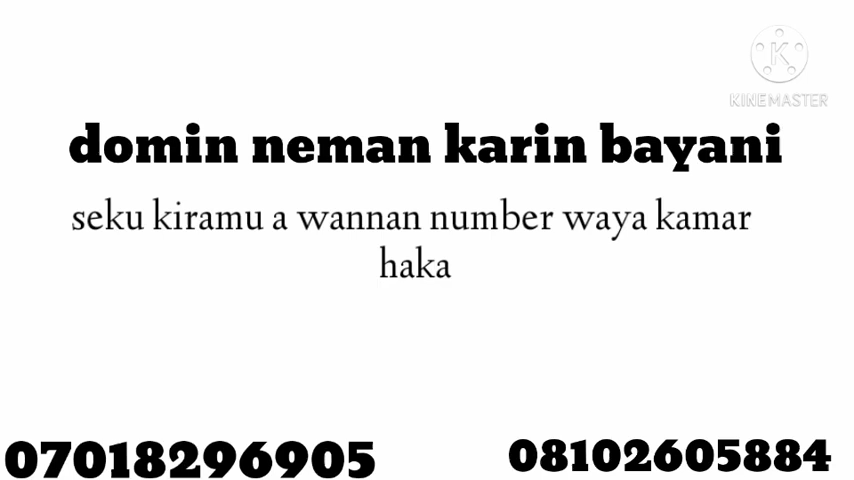 KINEMASTER
domin neman karin bayani
seku kiramu a wannan number waya kamar
haka
07018296905 08102605884